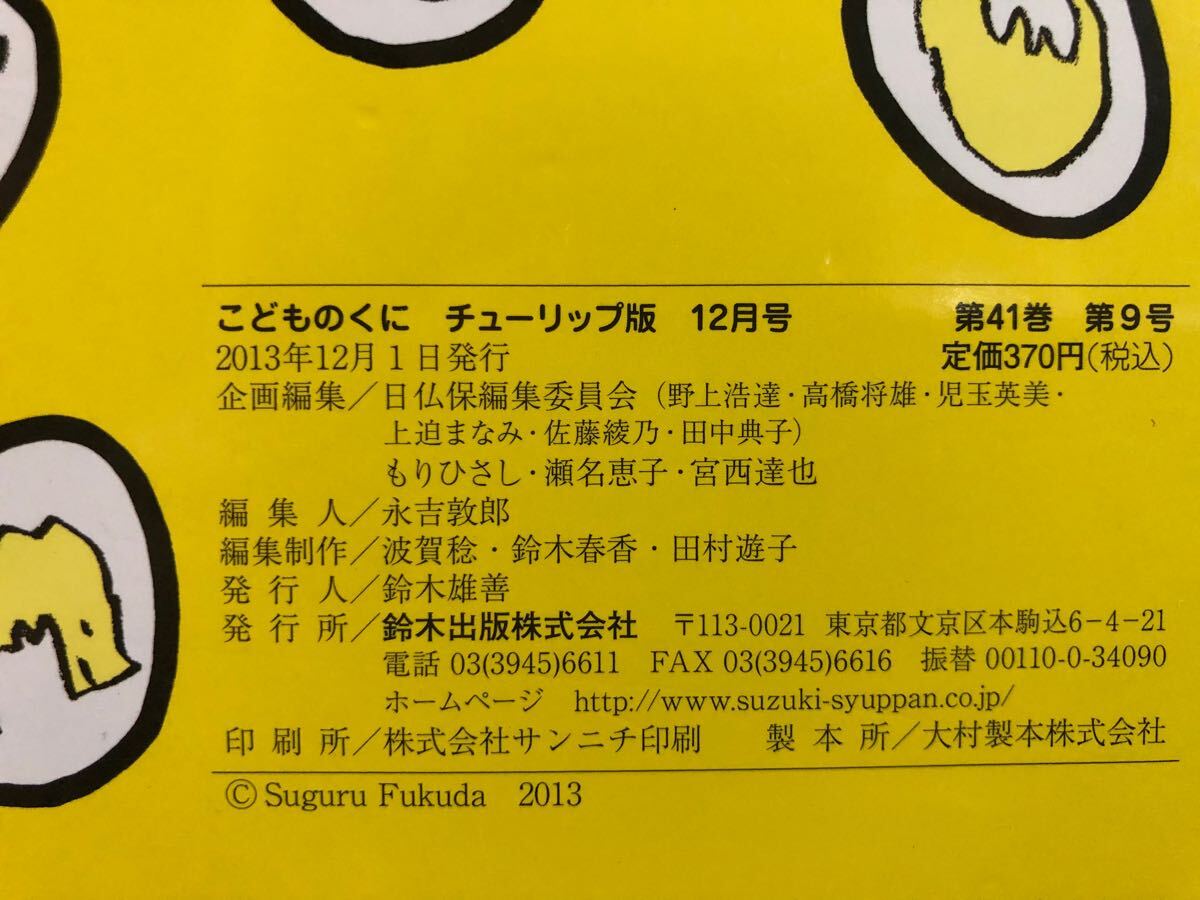 こどものくに　チューリップ版　12月号　第41巻　第9号
2013年12月1日発行　定価370円(税込)
企画編集／日仏保編集委員会（野上浩達・高橋将雄・児玉英美・
上迫まなみ・佐藤綾乃・田中典子）
もりひさし・瀬名恵子・宮西達也
編集人／永吉敦郎
編集制作／波賀稔・鈴木春香・田村遊子
発行人／鈴木雄善
発行所／鈴木出版株式会社　〒113-0021　東京都文京区本駒込6-4-21
電話 03(3945)6611　FAX 03(3945)6616　振替 00110-0-34090
ホームページ　http://www.suzuki-syuppan.co.jp/
印刷所／株式会社サンニチ印刷　製本所／大村製本株式会社
© Suguru Fukuda　2013